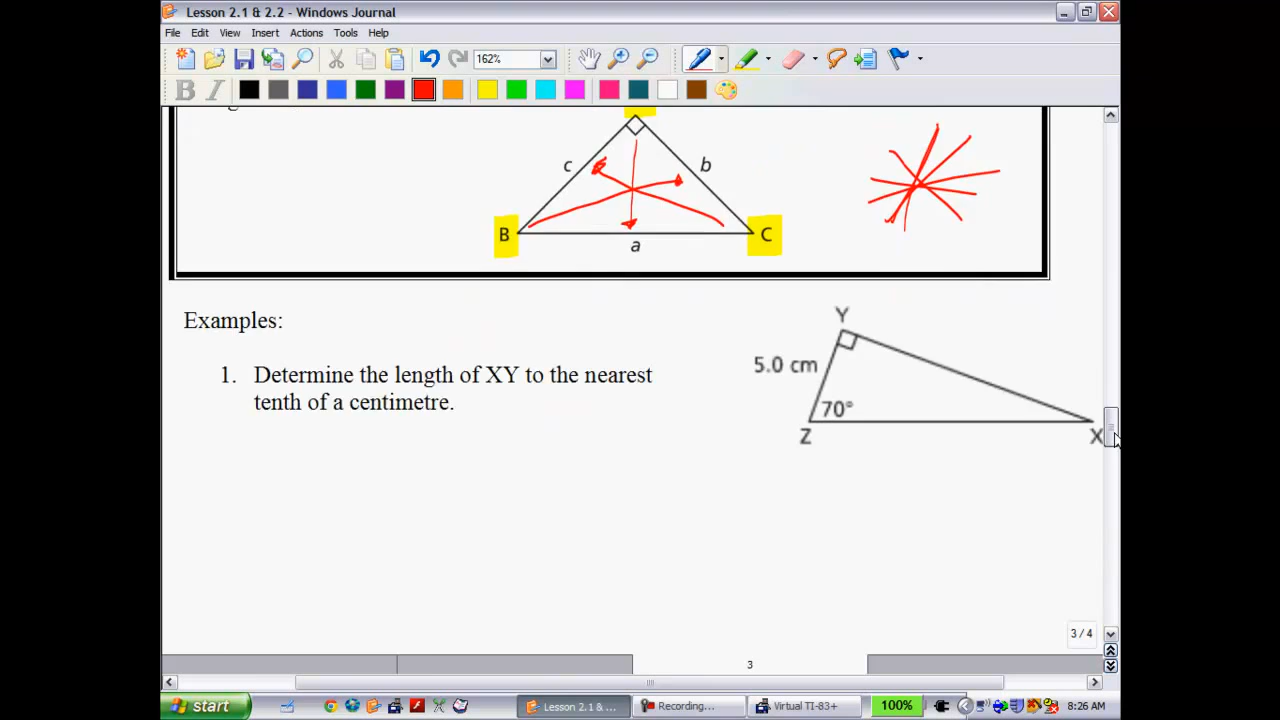 Lesson 2.1 & 2.2 - Windows Journal
File Edit View Insert Actions Tools Help
162%
B I
c b
B C
a
Examples:
Y
5.0 cm
1. Determine the length of XY to the nearest
tenth of a centimetre.
70°
Z X
3 / 4
3
start
Lesson 2.1 & ...
Recording...
Virtual TI-83+
100%
8:26 AM